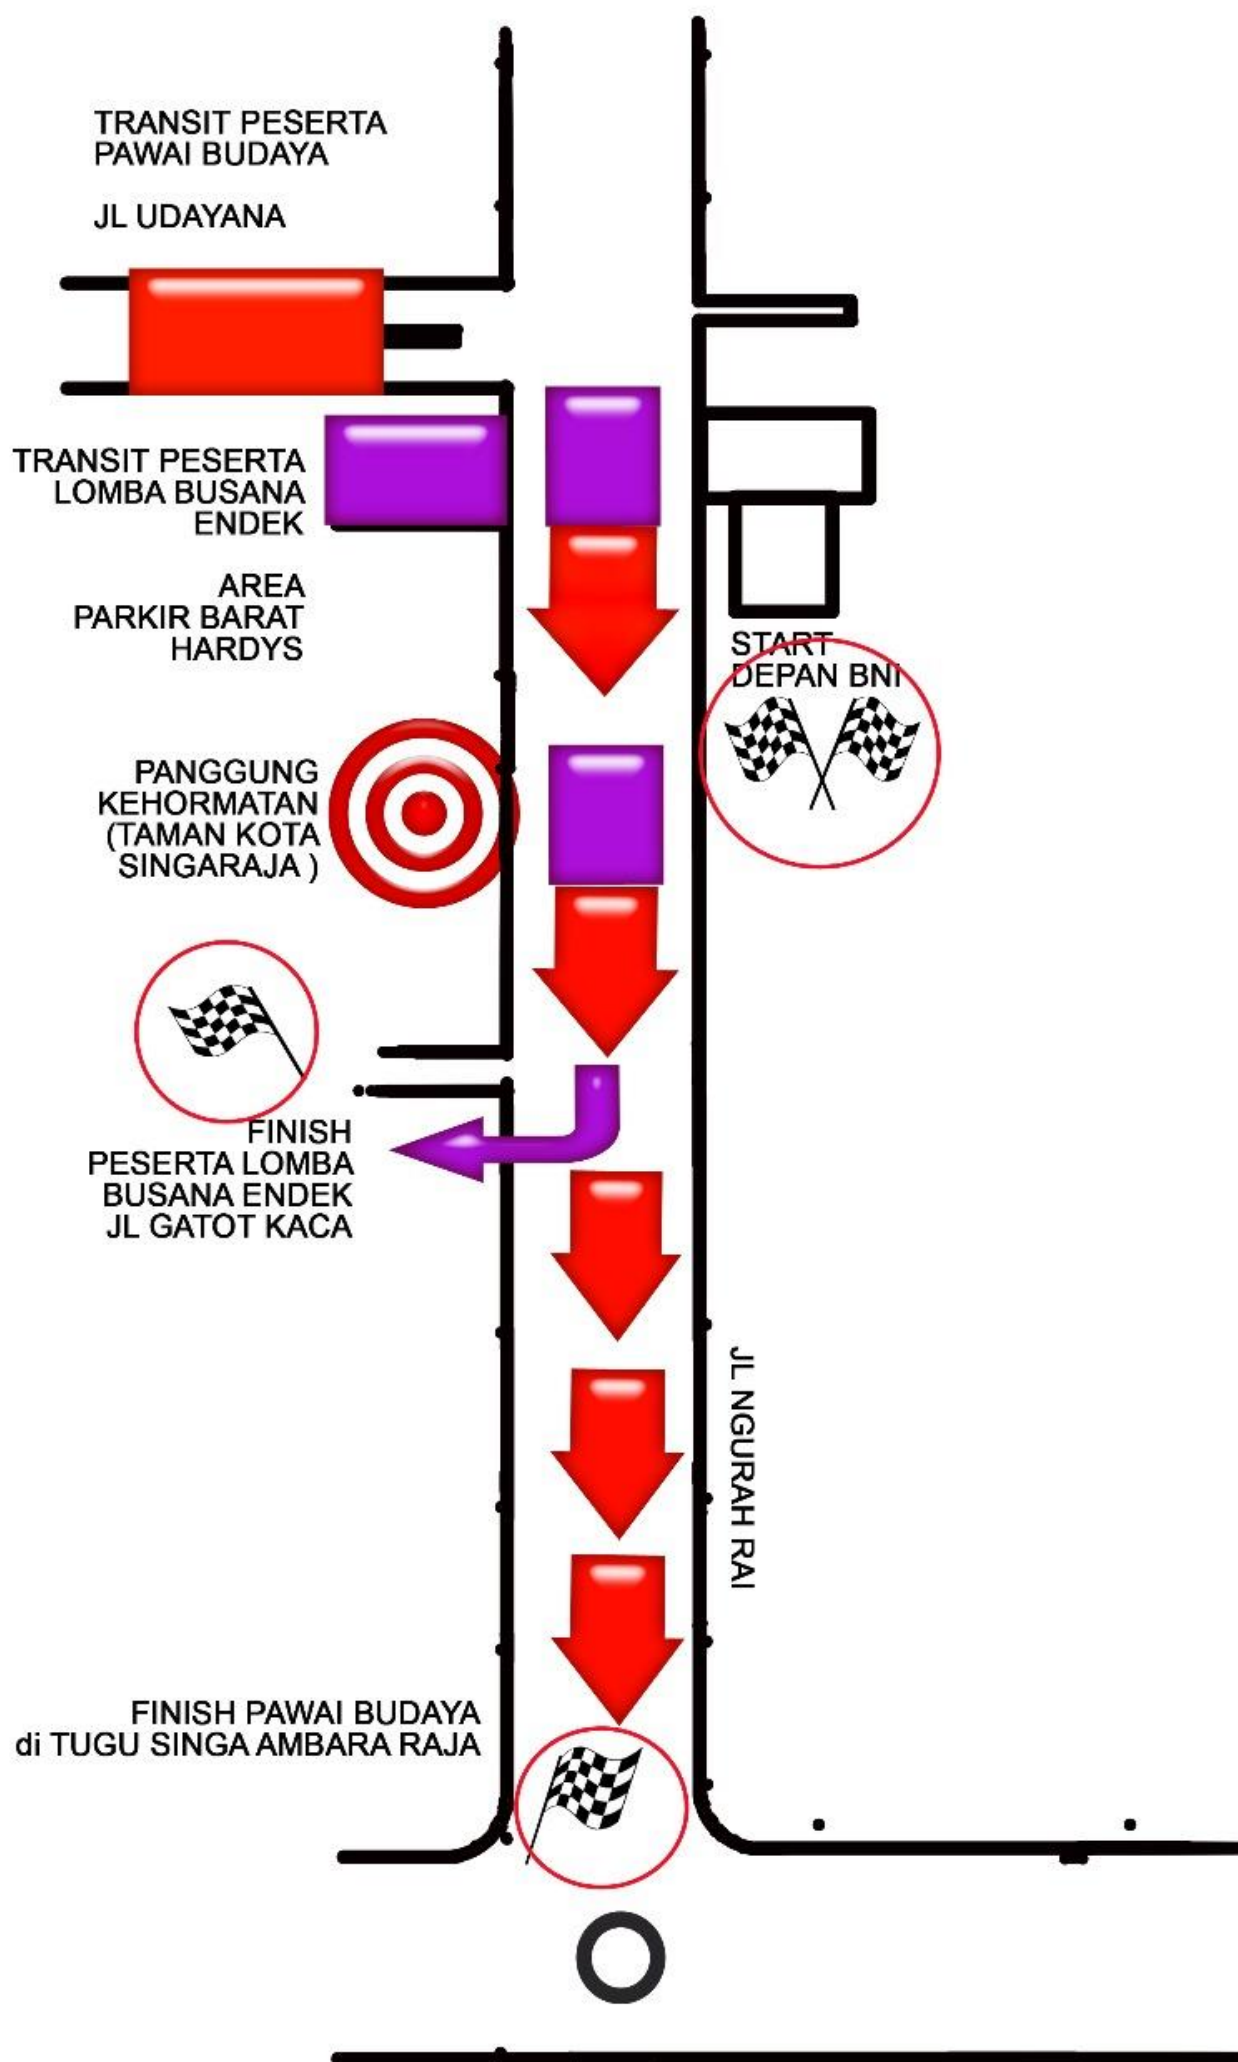 TRANSIT PESERTA
PAWAI BUDAYA
JL UDAYANA
TRANSIT PESERTA
LOMBA BUSANA
ENDEK
AREA
PARKIR BARAT
HARDYS
START
DEPAN BNI
PANGGUNG
KEHORMATAN
(TAMAN KOTA
SINGARAJA )
FINISH
PESERTA LOMBA
BUSANA ENDEK
JL GATOT KACA
JL NGURAH RAI
FINISH PAWAI BUDAYA
di TUGU SINGA AMBARA RAJA